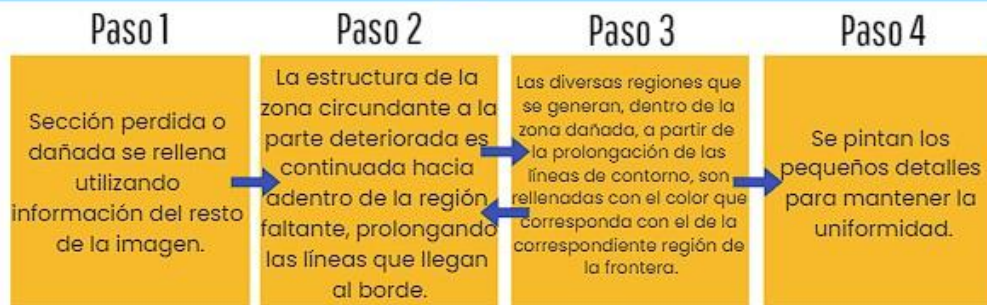 Paso 1
Sección perdida o
dañada se rellena
utilizando
información del resto
de la imagen.
Paso 2
La estructura de la
zona circundante a la
parte deteriorada es
continuada hacia
adentro de la región
faltante, prolongando
las líneas que llegan
al borde.
Paso 3
Las diversas regiones que
se generan, dentro de la
zona dañada, a partir de
la prolongación de las
líneas de contorno, son
rellenadas con el color que
corresponda con el de la
correspondiente región de
la frontera.
Paso 4
Se pintan los
pequeños detalles
para mantener la
uniformidad.